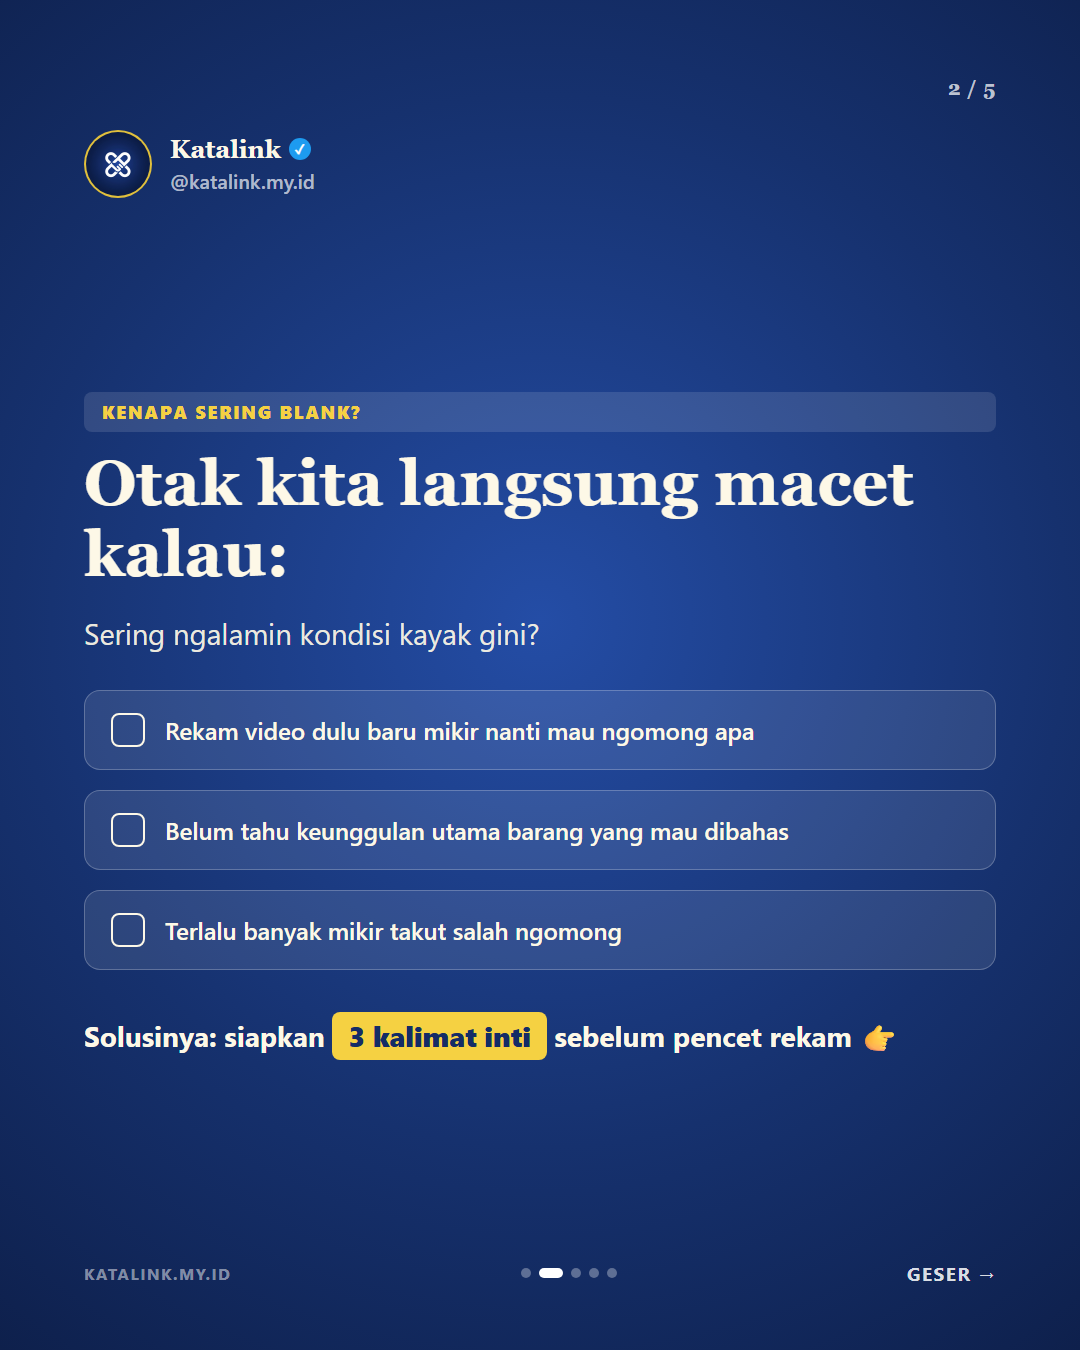 2 / 5
Katalink
@katalink.my.id
KENAPA SERING BLANK?
Otak kita langsung macet
kalau:
Sering ngalamin kondisi kayak gini?
Rekam video dulu baru mikir nanti mau ngomong apa
Belum tahu keunggulan utama barang yang mau dibahas
Terlalu banyak mikir takut salah ngomong
Solusinya: siapkan 3 kalimat inti sebelum pencet rekam 👉
KATALINK.MY.ID
GESER →